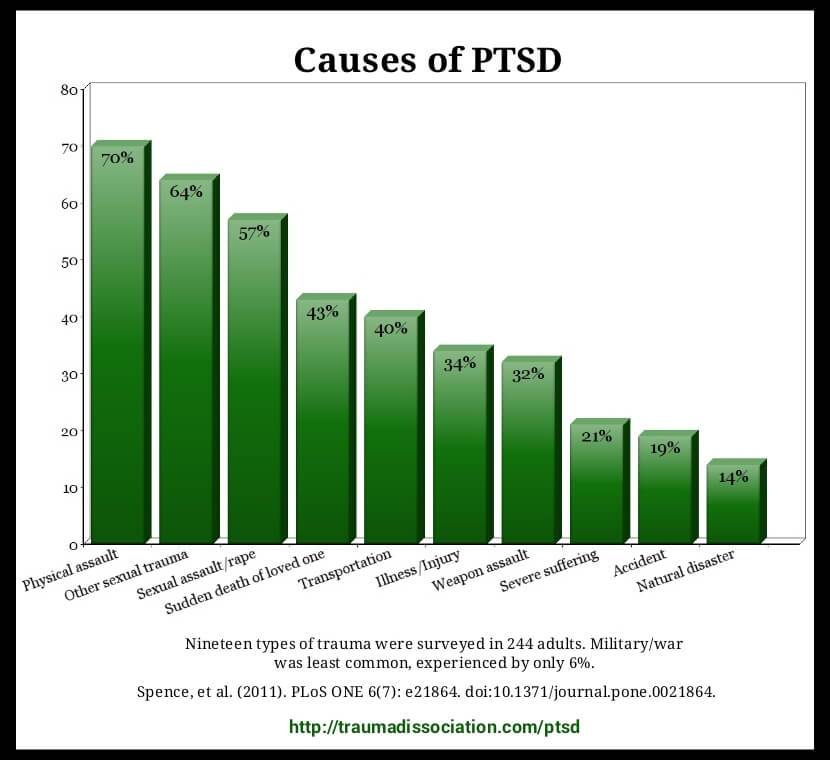 Causes of PTSD
80
70
60
50
40
30
20
10
0
70%
64%
57%
43%
40%
34%
32%
21%
19%
14%
Physical assault
Other sexual trauma
Sexual assault/rape
Sudden death of loved one
Transportation
Illness/Injury
Weapon assault
Severe suffering
Accident
Natural disaster
Nineteen types of trauma were surveyed in 244 adults. Military/war
was least common, experienced by only 6%.
Spence, et al. (2011). PLoS ONE 6(7): e21864. doi:10.1371/journal.pone.0021864.
http://traumadissociation.com/ptsd